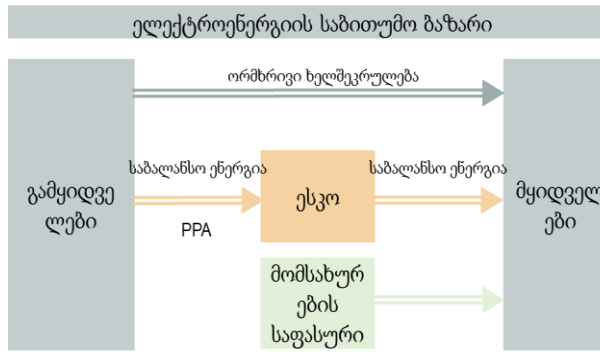 ელექტროენერგიის საბითუმო ბაზარი
ორმხრივი ხელშეკრულება
საბალანსო ენერგია
საბალანსო ენერგია
გამყიდვე
ლები
ესკო
მყიდველ
ები
PPA
მომსახურ
ების
საფასური